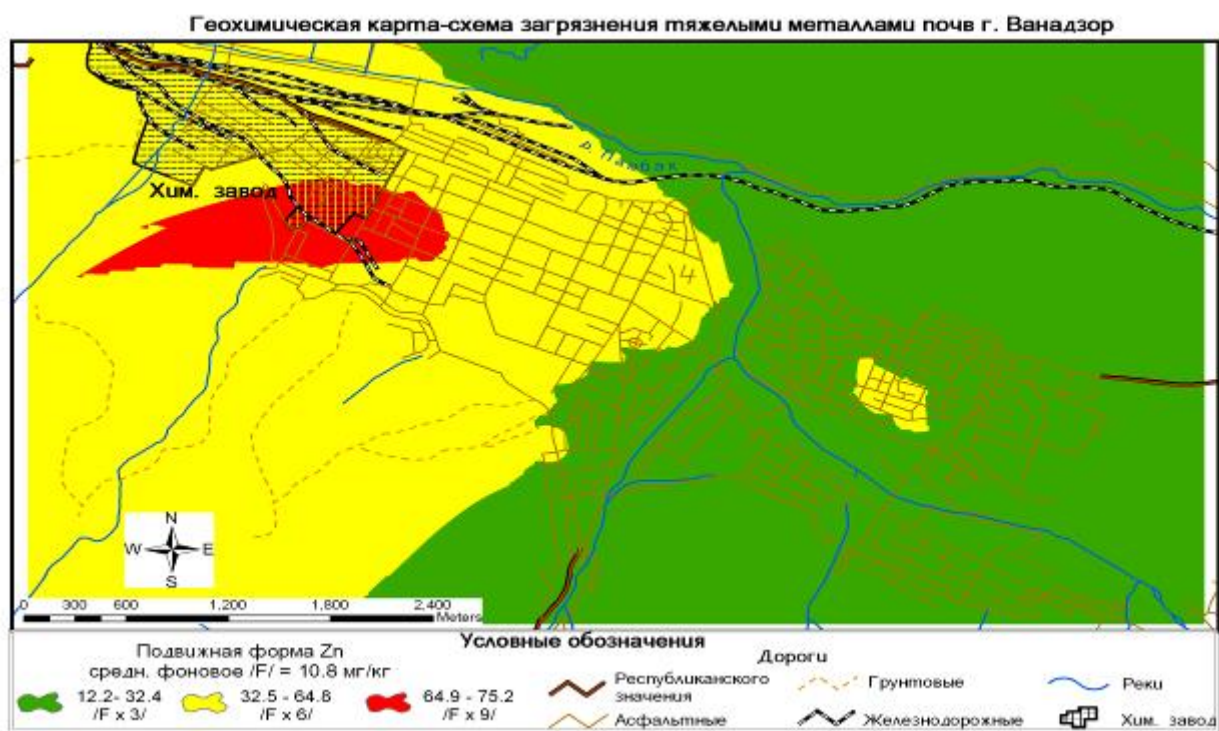 Геохимическая карта-схема загрязнения тяжелыми металлами почв г. Ванадзор
р. Памбак
Хим. завод
N
W E
S
0 300 600 1,200 1,800 2,400
Meters
Условные обозначения
Подвижная форма Zn
средн. фоновое /F/ = 10.8 мг/кг
12.2- 32.4
/F x 3/
32.5 - 64.8
/F x 6/
64.9 - 75.2
/F x 9/
Дороги
Республиканского
значения
Асфальтные
Грунтовые
Железнодорожные
Реки
Хим. завод